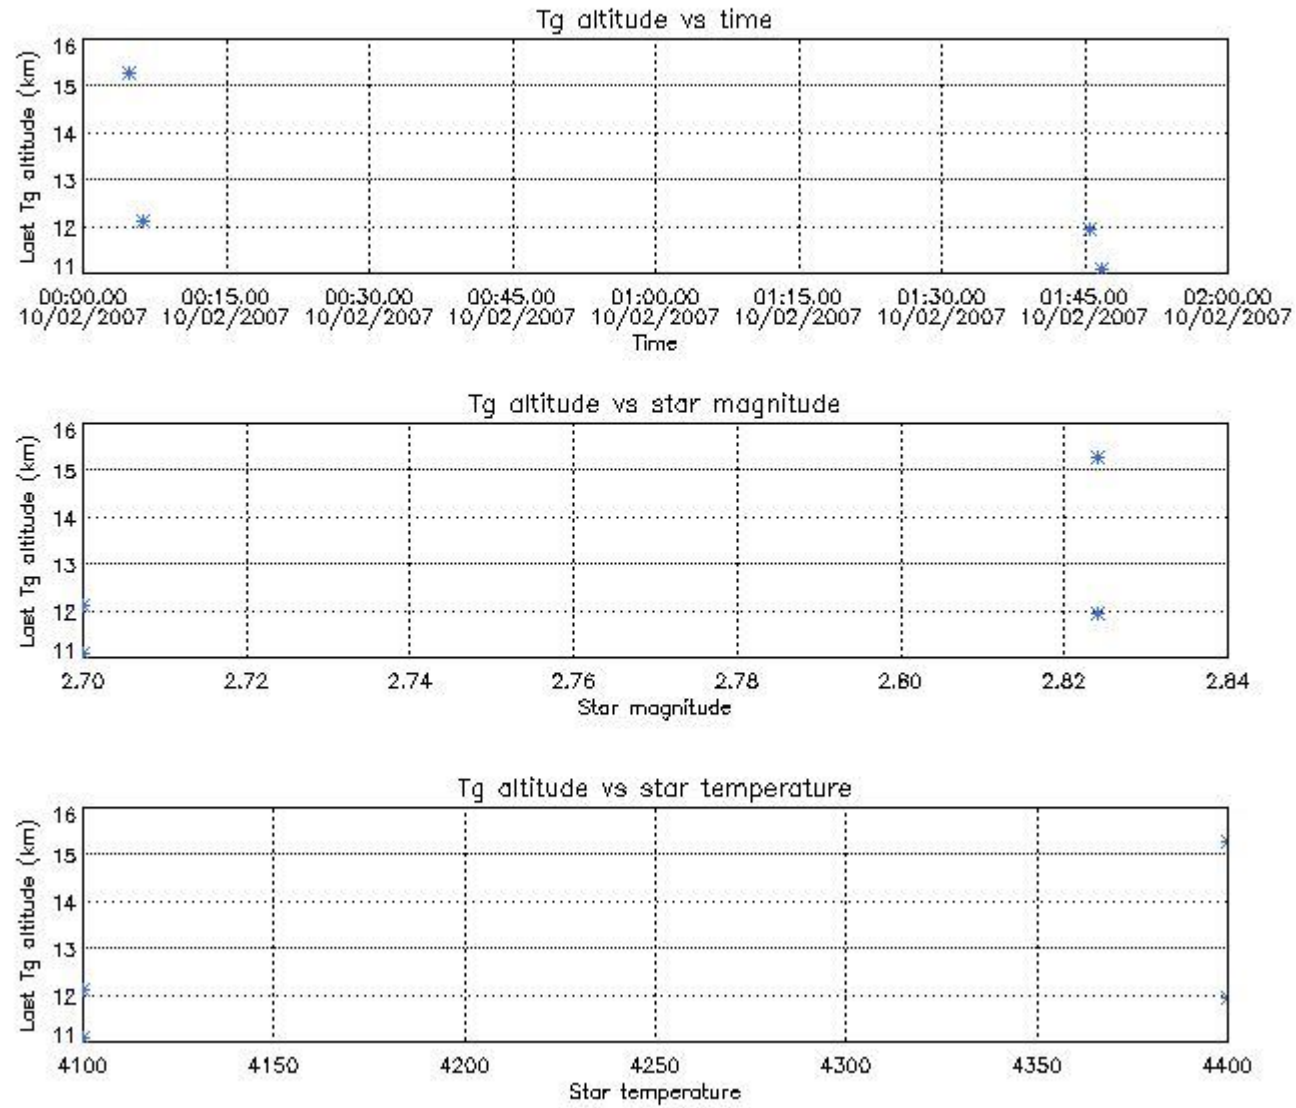 Tg altitude vs time
Last Tg altitude (km)
16
15
14
13
12
11
00:00.00 00:15.00 00:30.00 00:45.00 01:00.00 01:15.00 01:30.00 01:45.00 02:00.00
10/02/2007 10/02/2007 10/02/2007 10/02/2007 10/02/2007 10/02/2007 10/02/2007 10/02/2007 10/02/2007
Time
Tg altitude vs star magnitude
Last Tg altitude (km)
16
15
14
13
12
11
2.70 2.72 2.74 2.76 2.78 2.80 2.82 2.84
Star magnitude
Tg altitude vs star temperature
Last Tg altitude (km)
16
15
14
13
12
11
4100 4150 4200 4250 4300 4350 4400
Star temperature